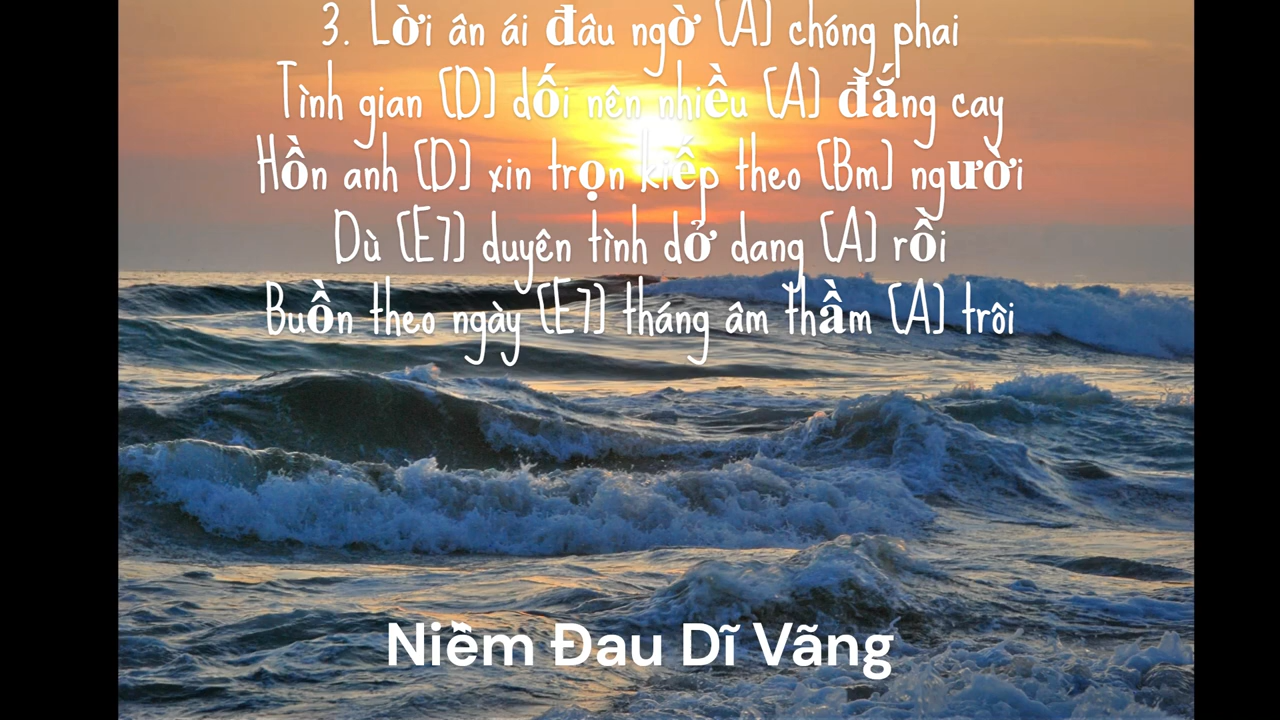 3. Lời ân ái đâu ngờ [A] chóng phai
Tình gian [D] dối nên nhiều [A] đắng cay
Hồn anh [D] xin trọn kiếp theo [Bm] người
Dù [E7] duyên tình dở dang [A] rồi
Buồn theo ngày [E7] tháng âm thầm [A] trôi
Niềm Đau Dĩ Vãng